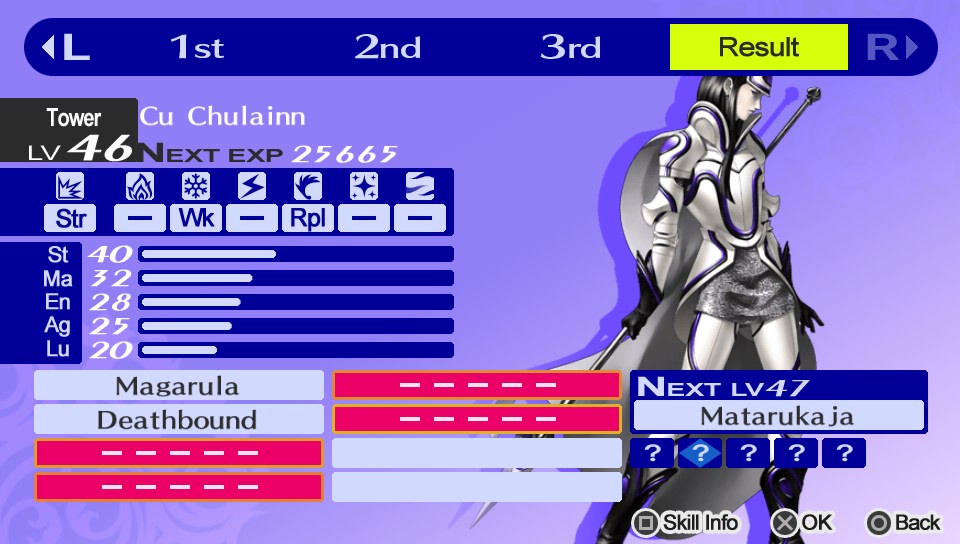 L 1st 2nd 3rd Result R
Tower Cu Chulainn
LV 46 NEXT EXP 25665
Str — Wk — Rpl — —
St 40
Ma 32
En 28
Ag 25
Lu 20
Magarula – – – – –
Deathbound – – – – –
– – – – –
– – – – –
NEXT LV47
Matarukaja
? ? ? ? ?
Skill Info OK Back